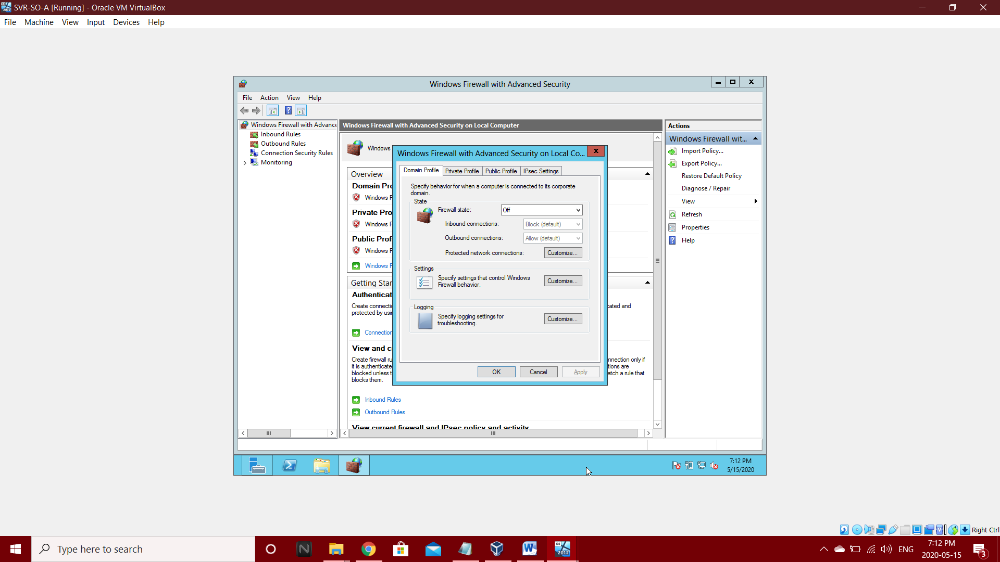 SVR-SO-A [Running] - Oracle VM VirtualBox
File Machine View Input Devices Help
Windows Firewall with Advanced Security
File Action View Help
Windows Firewall with Advance
Inbound Rules
Outbound Rules
Connection Security Rules
Monitoring
Windows Firewall with Advanced Security on Local Computer
Windows
Overview
Domain Pro
Windows F
Private Pro
Windows F
Public Profi
Windows F
Windows F
Getting Star
Authenticat
Create connectio
cated and
protected by usin
Connection
View and cr
Create firewall ru
nnection only if
it is authenticate
tions are
blocked unless t
atch a rule that
blocks them.
Inbound Rules
Outbound Rules
View current firewall and IPsec policy and activity
Windows Firewall with Advanced Security on Local Co...
Domain Profile Private Profile Public Profile IPsec Settings
Specify behavior for when a computer is connected to its corporate
domain.
State
Firewall state: Off
Inbound connections: Block (default)
Outbound connections: Allow (default)
Protected network connections: Customize...
Settings
Specify settings that control Windows
Firewall behavior.
Customize...
Logging
Specify logging settings for
troubleshooting.
Customize...
OK Cancel Apply
Actions
Windows Firewall wit...
Import Policy...
Export Policy...
Restore Default Policy
Diagnose / Repair
View
Refresh
Properties
Help
7:12 PM
5/15/2020
Right Ctrl
Type here to search
64
2012
ENG
7:12 PM
2020-05-15
3